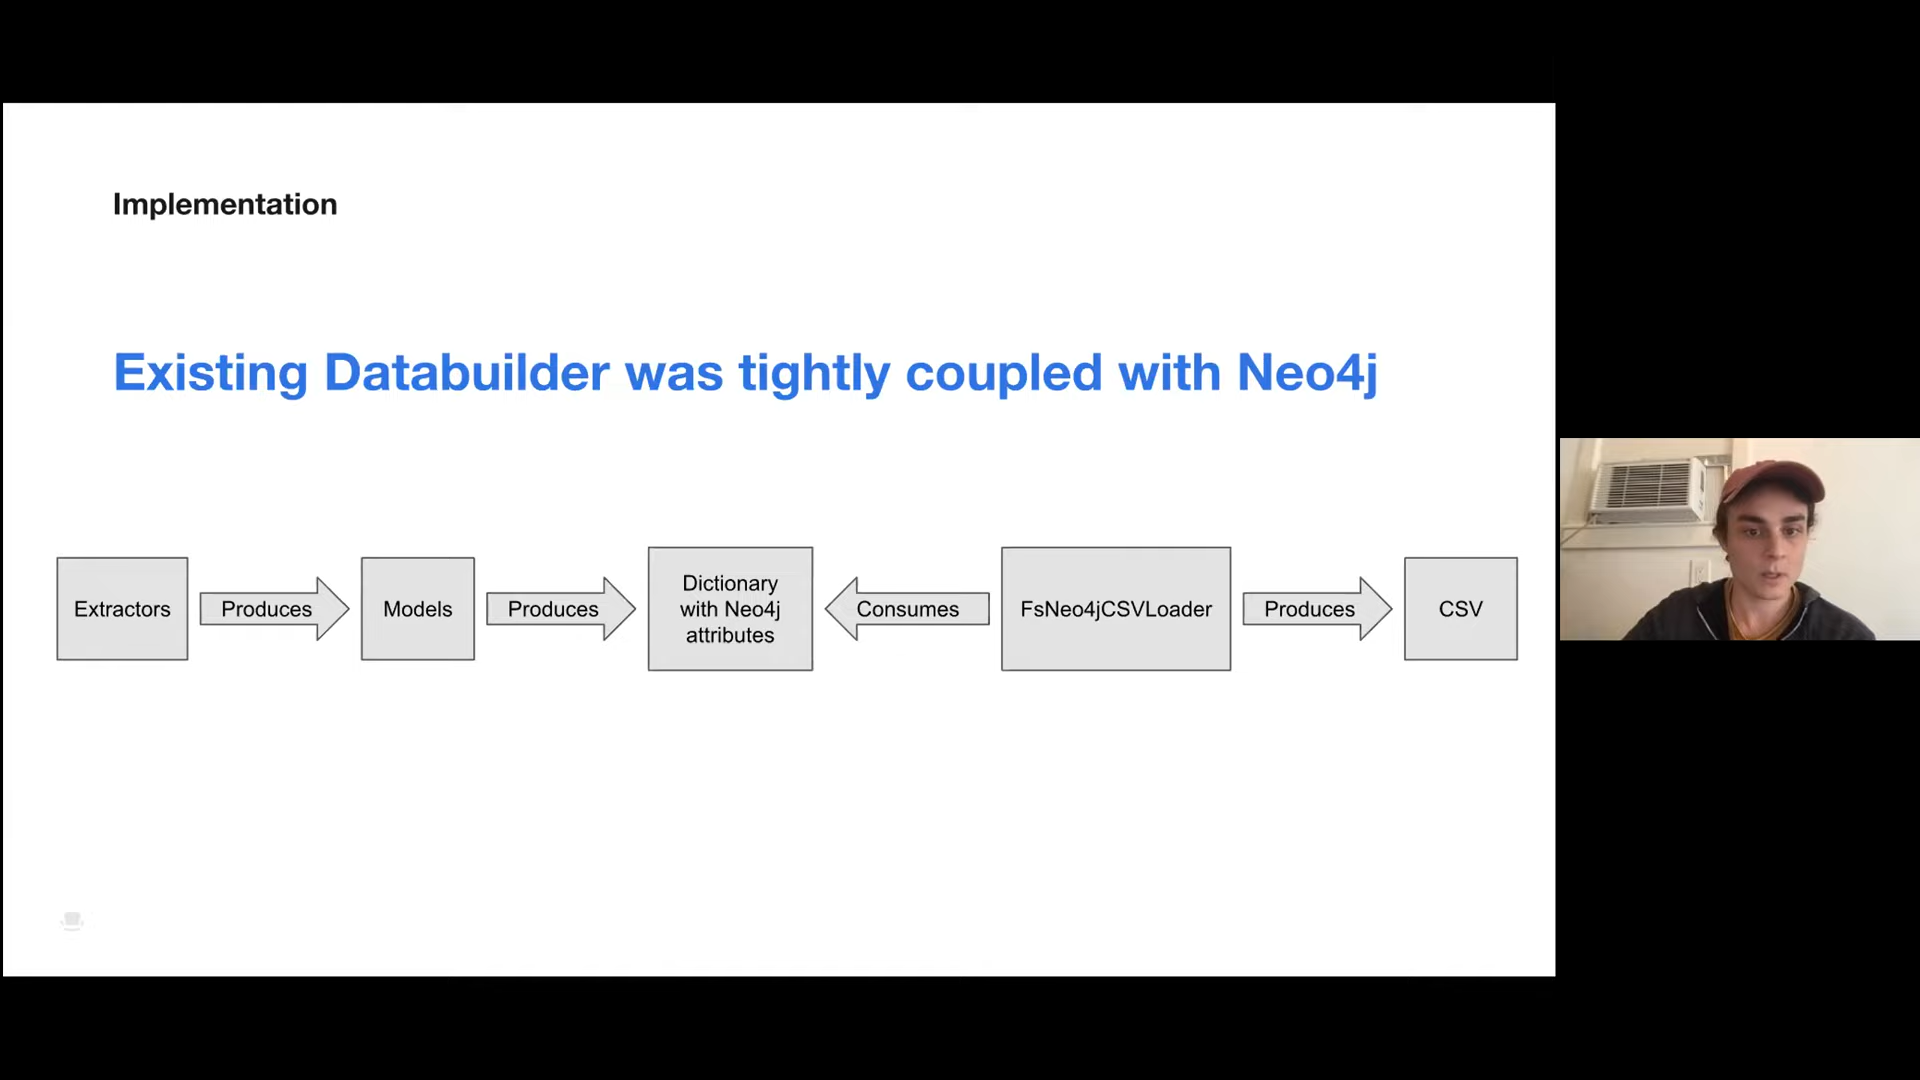 Implementation
Existing Databuilder was tightly coupled with Neo4j
Extractors
Produces
Models
Produces
Dictionary
with Neo4j
attributes
Consumes
FsNeo4jCSVLoader
Produces
CSV